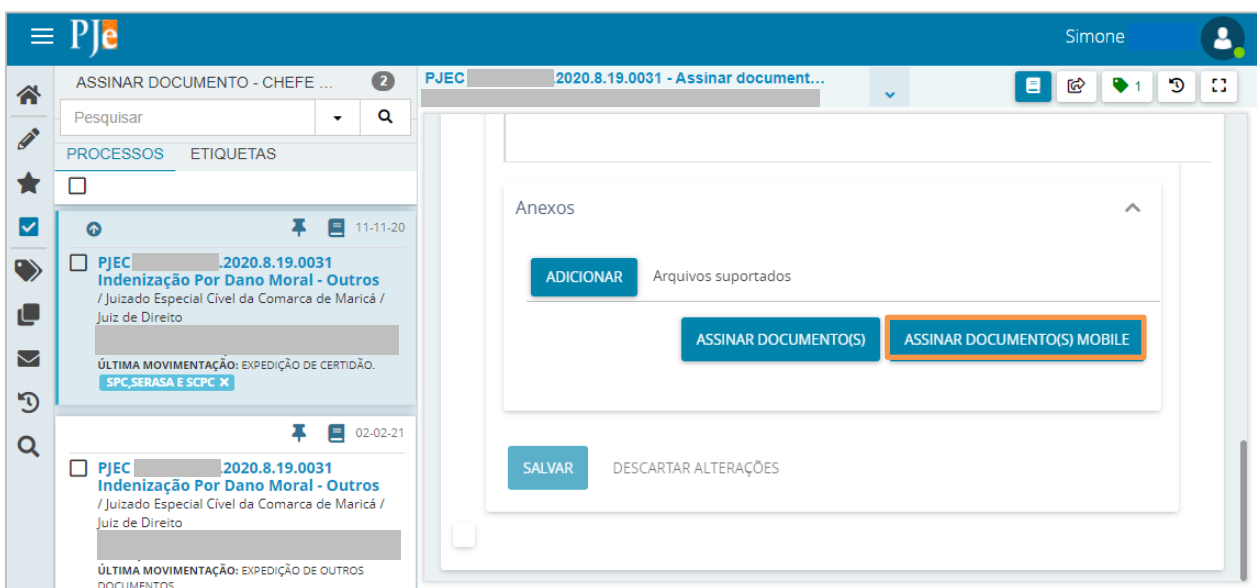 PJe
Simone
ASSINAR DOCUMENTO - CHEFE ...
2
Pesquisar
PROCESSOS ETIQUETAS
11-11-20
PJEC .2020.8.19.0031
Indenização Por Dano Moral - Outros
/ Juizado Especial Cível da Comarca de Maricá /
Juiz de Direito
ÚLTIMA MOVIMENTAÇÃO: EXPEDIÇÃO DE CERTIDÃO.
SPC,SERASA E SCPC X
02-02-21
PJEC .2020.8.19.0031
Indenização Por Dano Moral - Outros
/ Juizado Especial Cível da Comarca de Maricá /
Juiz de Direito
ÚLTIMA MOVIMENTAÇÃO: EXPEDIÇÃO DE OUTROS
DOCUMENTOS
PJEC .2020.8.19.0031 - Assinar document...
1
Anexos
ADICIONAR Arquivos suportados
ASSINAR DOCUMENTO(S) ASSINAR DOCUMENTO(S) MOBILE
SALVAR DESCARTAR ALTERAÇÕES